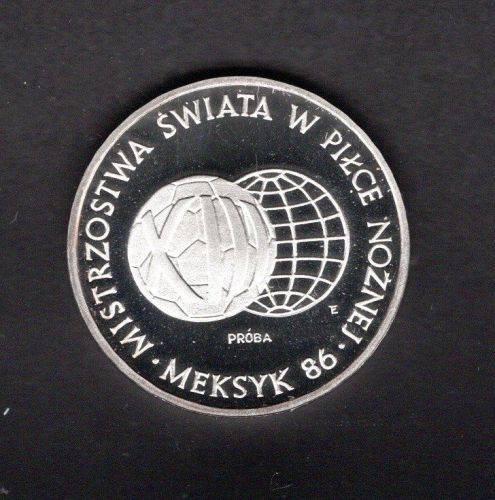 MISTRZOSTWA ŚWIATA W PIŁCE NOŻNEJ · MEKSYK 86 ·
XIII
E
PRÓBA